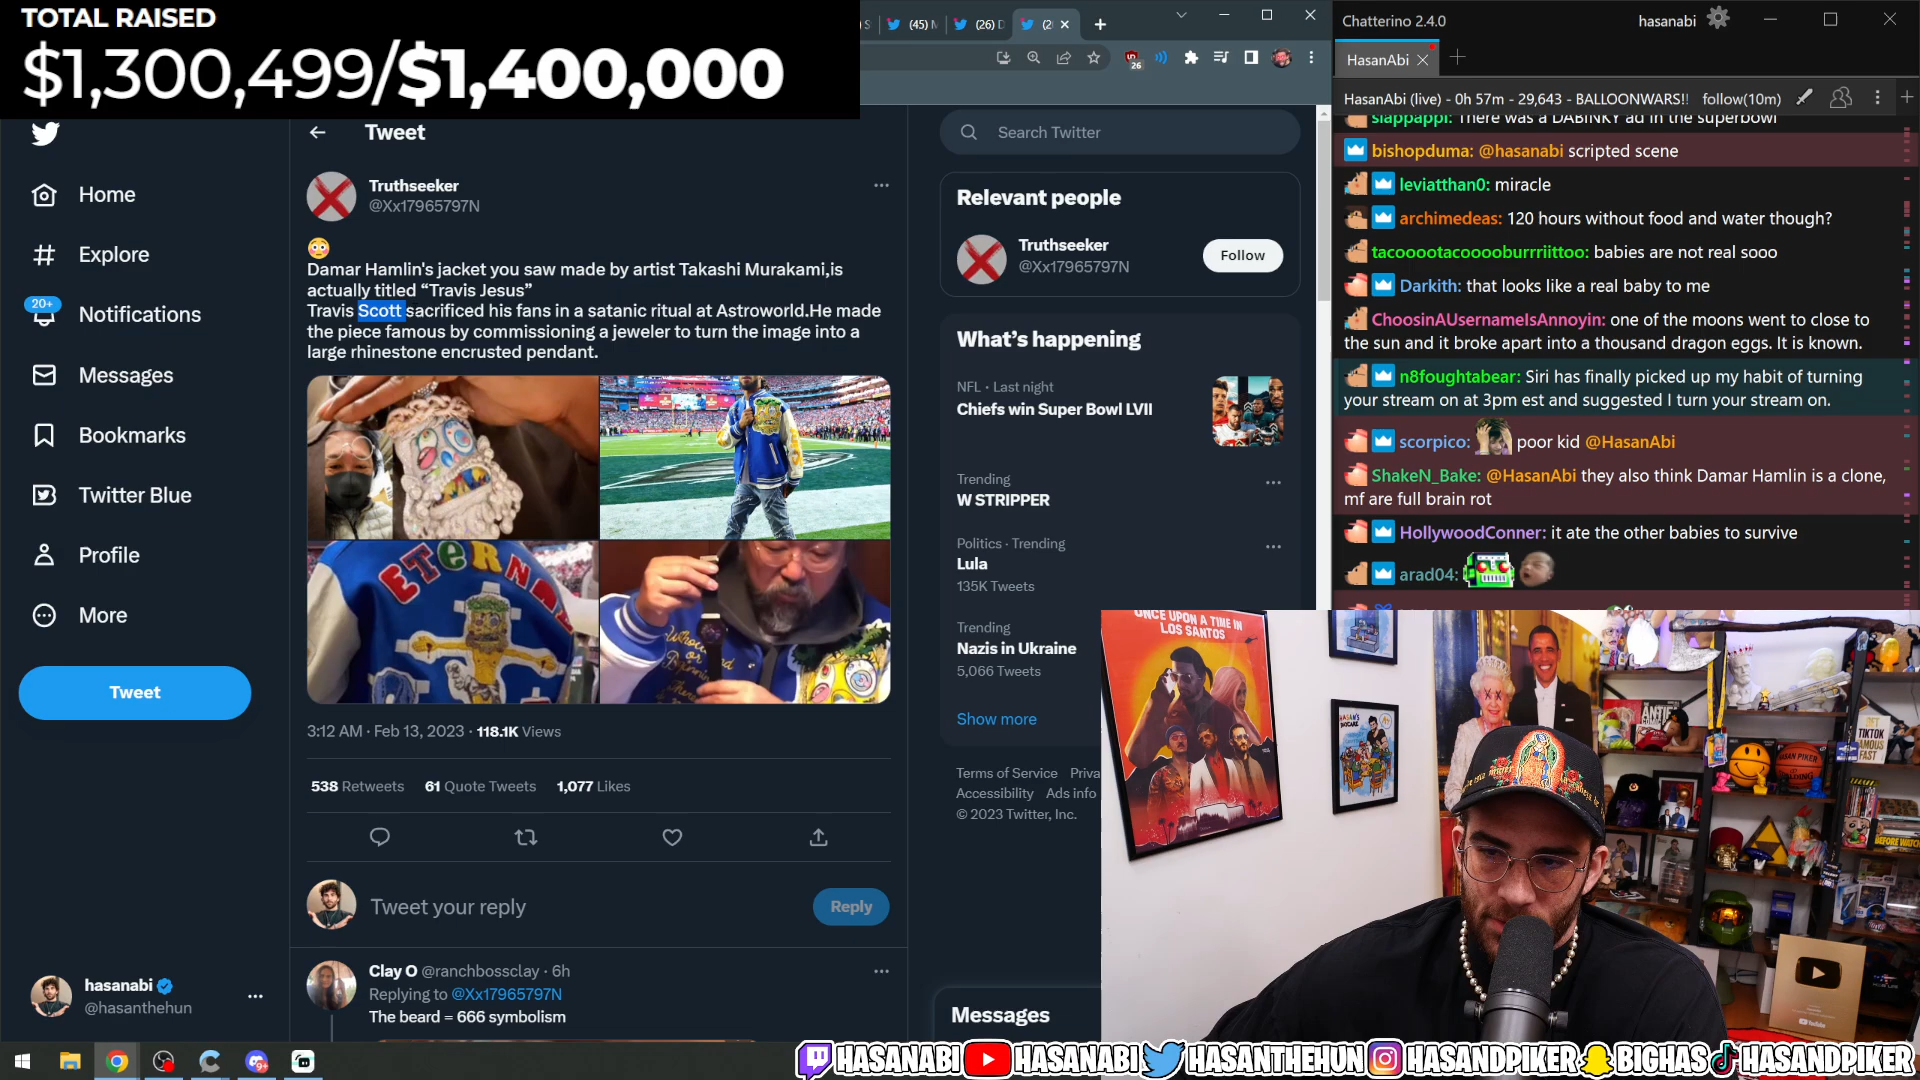 TOTAL RAISED
$1,300,499/$1,400,000
(45)
(26)
26
Tweet
Home
Explore
20+
Notifications
Messages
Bookmarks
Twitter Blue
Profile
More
Tweet
hasanabi
@hasanthehun
Truthseeker
@Xx17965797N
Damar Hamlin's jacket you saw made by artist Takashi Murakami,is
actually titled “Travis Jesus”
Travis Scott sacrificed his fans in a satanic ritual at Astroworld.He made
the piece famous by commissioning a jeweler to turn the image into a
large rhinestone encrusted pendant.
ETERNAL
3:12 AM · Feb 13, 2023 · 118.1K Views
538 Retweets 61 Quote Tweets 1,077 Likes
Tweet your reply
Reply
Clay O @ranchbossclay · 6h
Replying to @Xx17965797N
The beard = 666 symbolism
Search Twitter
Relevant people
Truthseeker
@Xx17965797N
Follow
What's happening
NFL · Last night
Chiefs win Super Bowl LVII
Trending
W STRIPPER
Politics · Trending
Lula
135K Tweets
Trending
Nazis in Ukraine
5,066 Tweets
Show more
Terms of Service Priva
Accessibility Ads info
© 2023 Twitter, Inc.
Messages
Chatterino 2.4.0
hasanabi
HasanAbi
HasanAbi (live) - 0h 57m - 29,643 - BALLOONWARS!! follow(10m)
slappappi: There was a DABINKY ad in the superbowl
bishopduma: @hasanabi scripted scene
leviatthan0: miracle
archimedeas: 120 hours without food and water though?
tacooootacooooburrriittoo: babies are not real sooo
Darkith: that looks like a real baby to me
ChoosinAUsernameIsAnnoyin: one of the moons went to close to
the sun and it broke apart into a thousand dragon eggs. It is known.
n8foughtabear: Siri has finally picked up my habit of turning
your stream on at 3pm est and suggested I turn your stream on.
scorpico: poor kid @HasanAbi
ShakeN_Bake: @HasanAbi they also think Damar Hamlin is a clone,
mf are full brain rot
HollywoodConner: it ate the other babies to survive
arad04:
ONCE UPON A TIME IN
LOS SANTOS
HASANABI HASANABI HASANTHEHUN HASANDPIKER BIGHAS HASANDPIKER